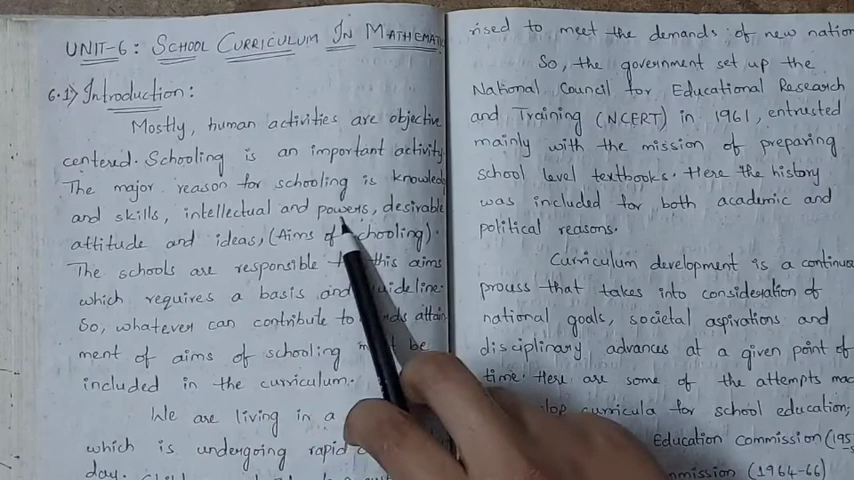 UNIT-6: SCHOOL CURRICULUM IN MATHEMATIC
6.1> Introduction:
Mostly, human activities are objective
centered. Schooling is an important activity.
The major reason for schooling is knowledg
and skills, intellectual and powers, desirable
attitude and ideas, (Aims of schooling).
The schools are responsible this aims
which requires a basis and guideline.
So, whatever can contribute to attain
ment of aims of schooling be
included in the curriculum.
We are living in a
which is undergoing rapid
day.
rised to meet the demands of new nation
So, the government set up the
National Council for Educational Research
and Training (NCERT) in 1961, entrusted
mainly with the mission of preparing
school level textbooks. Here the history
was included for both academic and
political reasons.
Curriculum development is a continuo
process that takes into consideration of
national goals, societal aspirations and
disciplinary advances at a given point of
time. Here are some of the attempts mad
curricula for school education;
Education commission (195
(1964-66)